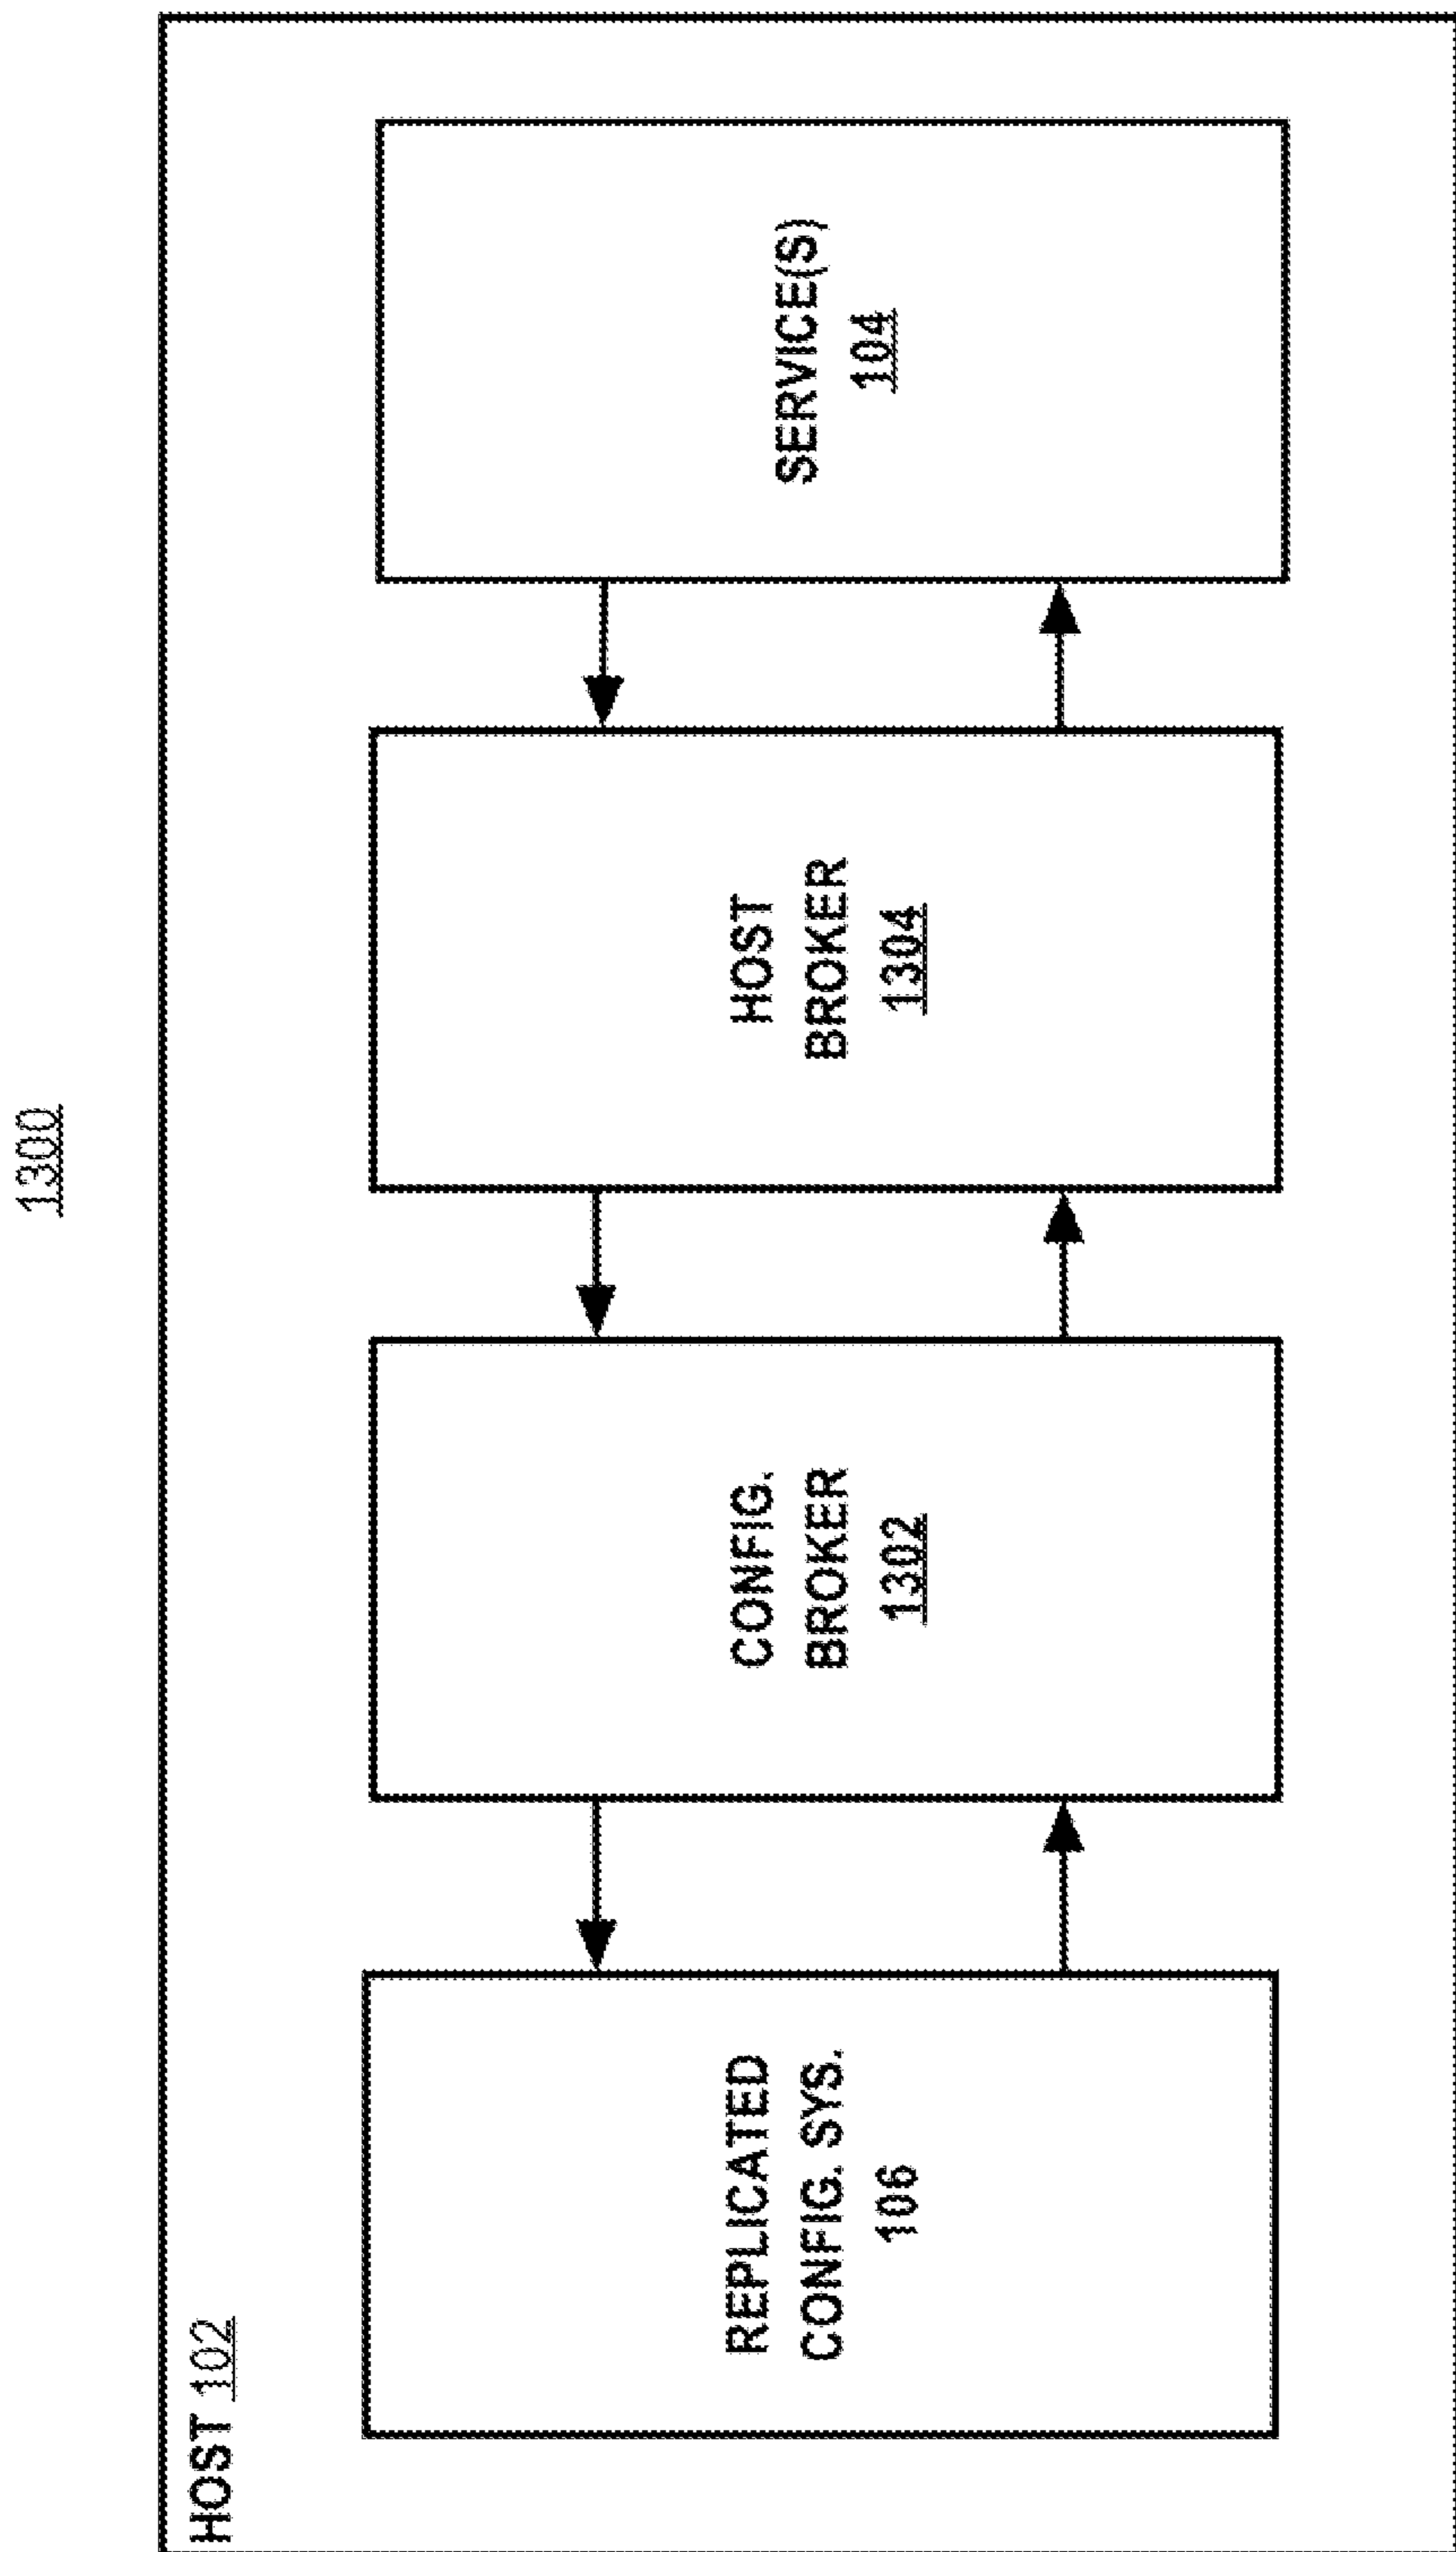 1300
HOST 102
REPLICATED
CONFIG. SYS.
106
CONFIG.
BROKER
1302
HOST
BROKER
1304
SERVICE(S)
104